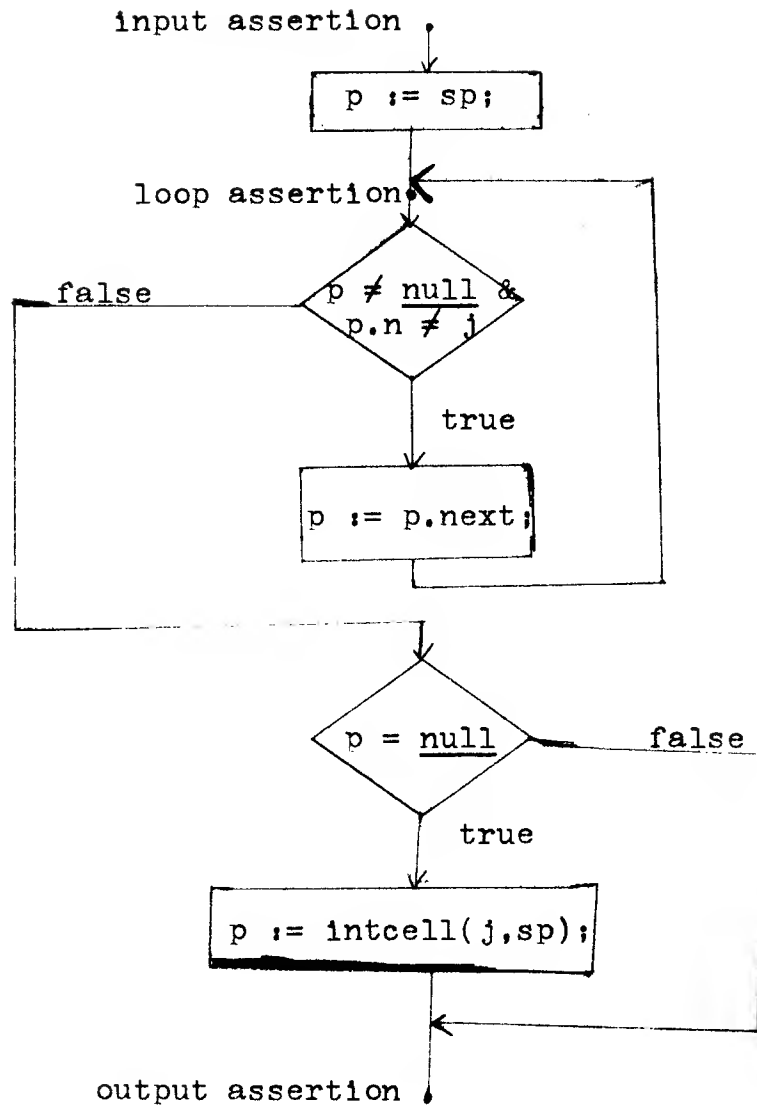 input assertion
p := sp;
loop assertion
false
p ≠ null &
p.n ≠ j
true
p := p.next;
p = null
false
true
p := intcell(j,sp);
output assertion